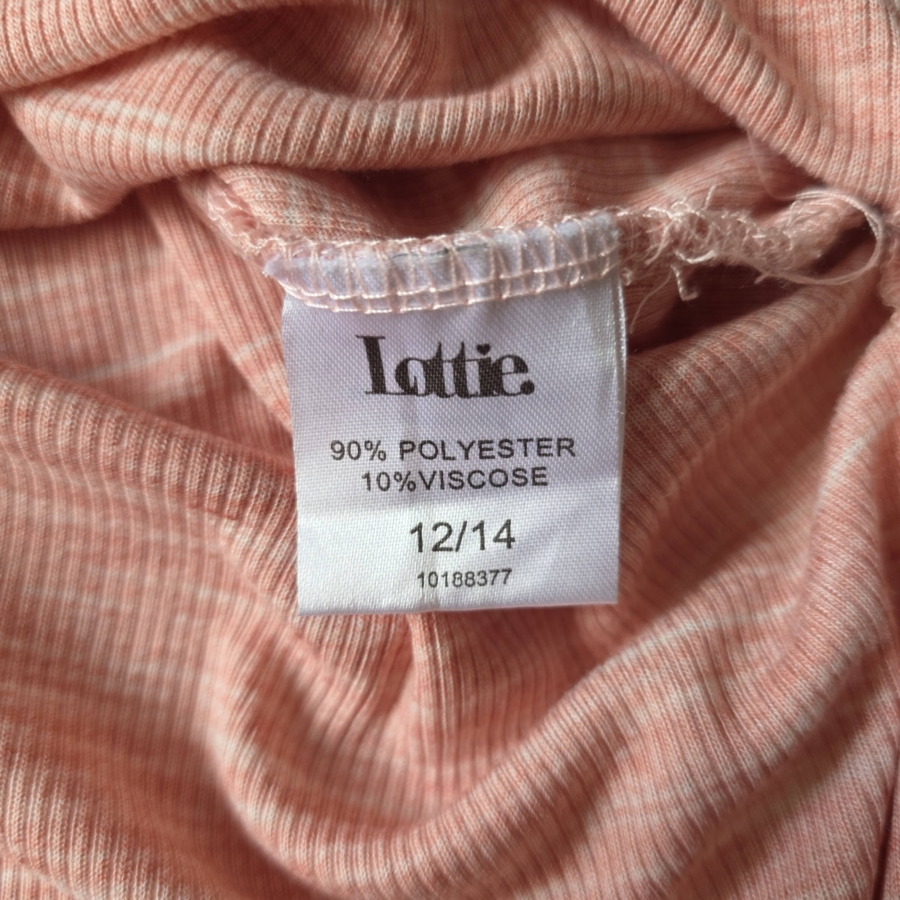 Lottie
90% POLYESTER
10%VISCOSE
12/14
10188377